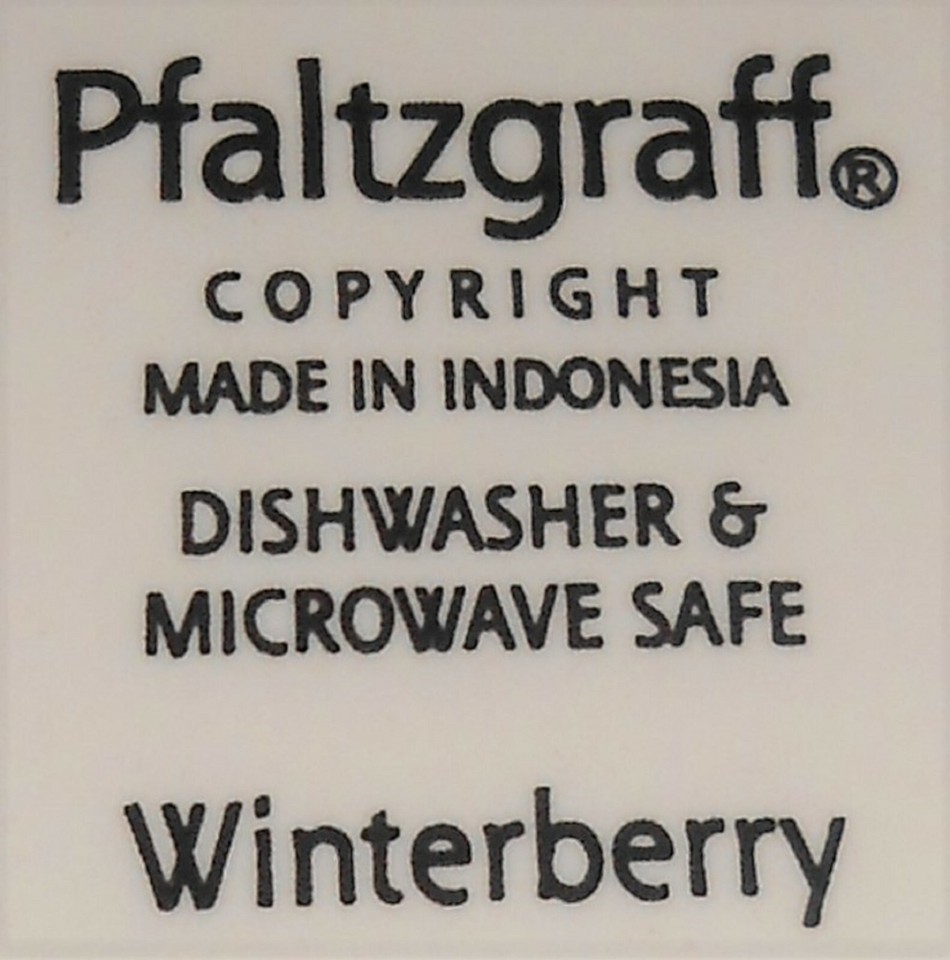 Pfaltzgraff®
COPYRIGHT
MADE IN INDONESIA
DISHWASHER &
MICROWAVE SAFE
Winterberry